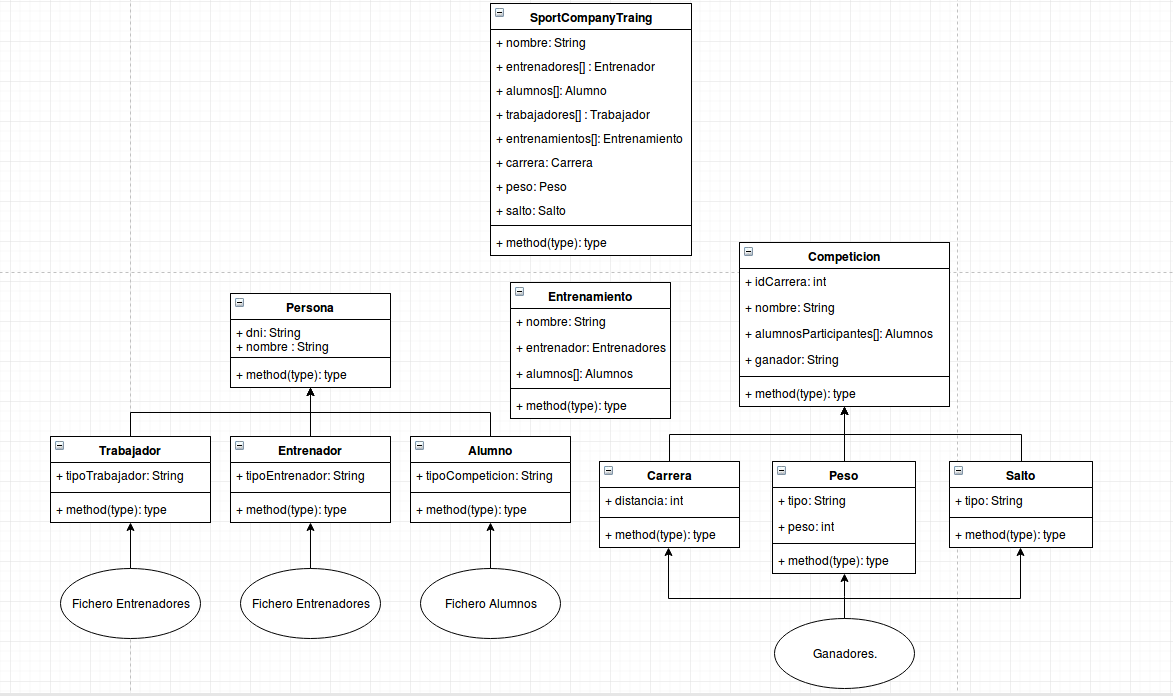 SportCompanyTraing
+ nombre: String
+ entrenadores[] : Entrenador
+ alumnos[]: Alumno
+ trabajadores[] : Trabajador
+ entrenamientos[]: Entrenamiento
+ carrera: Carrera
+ peso: Peso
+ salto: Salto
+ method(type): type
Competicion
+ idCarrera: int
+ nombre: String
+ alumnosParticipantes[]: Alumnos
+ ganador: String
+ method(type): type
Entrenamiento
+ nombre: String
+ entrenador: Entrenadores
+ alumnos[]: Alumnos
+ method(type): type
Persona
+ dni: String
+ nombre : String
+ method(type): type
Trabajador
+ tipoTrabajador: String
+ method(type): type
Entrenador
+ tipoEntrenador: String
+ method(type): type
Alumno
+ tipoCompeticion: String
+ method(type): type
Carrera
+ distancia: int
+ method(type): type
Peso
+ tipo: String
+ peso: int
+ method(type): type
Salto
+ tipo: String
+ method(type): type
Fichero Entrenadores
Fichero Entrenadores
Fichero Alumnos
Ganadores.